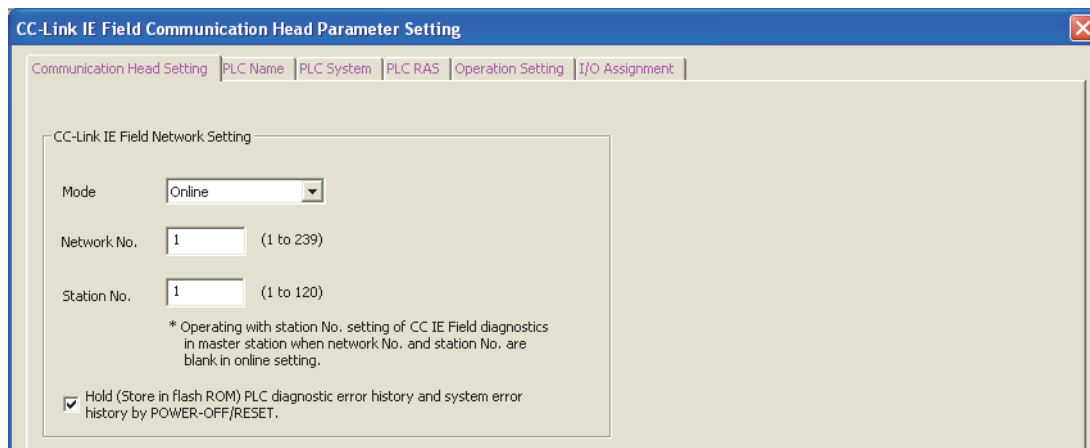 CC-Link IE Field Communication Head Parameter Setting
Communication Head Setting PLC Name PLC System PLC RAS Operation Setting I/O Assignment
CC-Link IE Field Network Setting
Mode Online
Network No. 1 (1 to 239)
Station No. 1 (1 to 120)
* Operating with station No. setting of CC IE Field diagnostics
in master station when network No. and station No. are
blank in online setting.
Hold (Store in flash ROM) PLC diagnostic error history and system error
history by POWER-OFF/RESET.